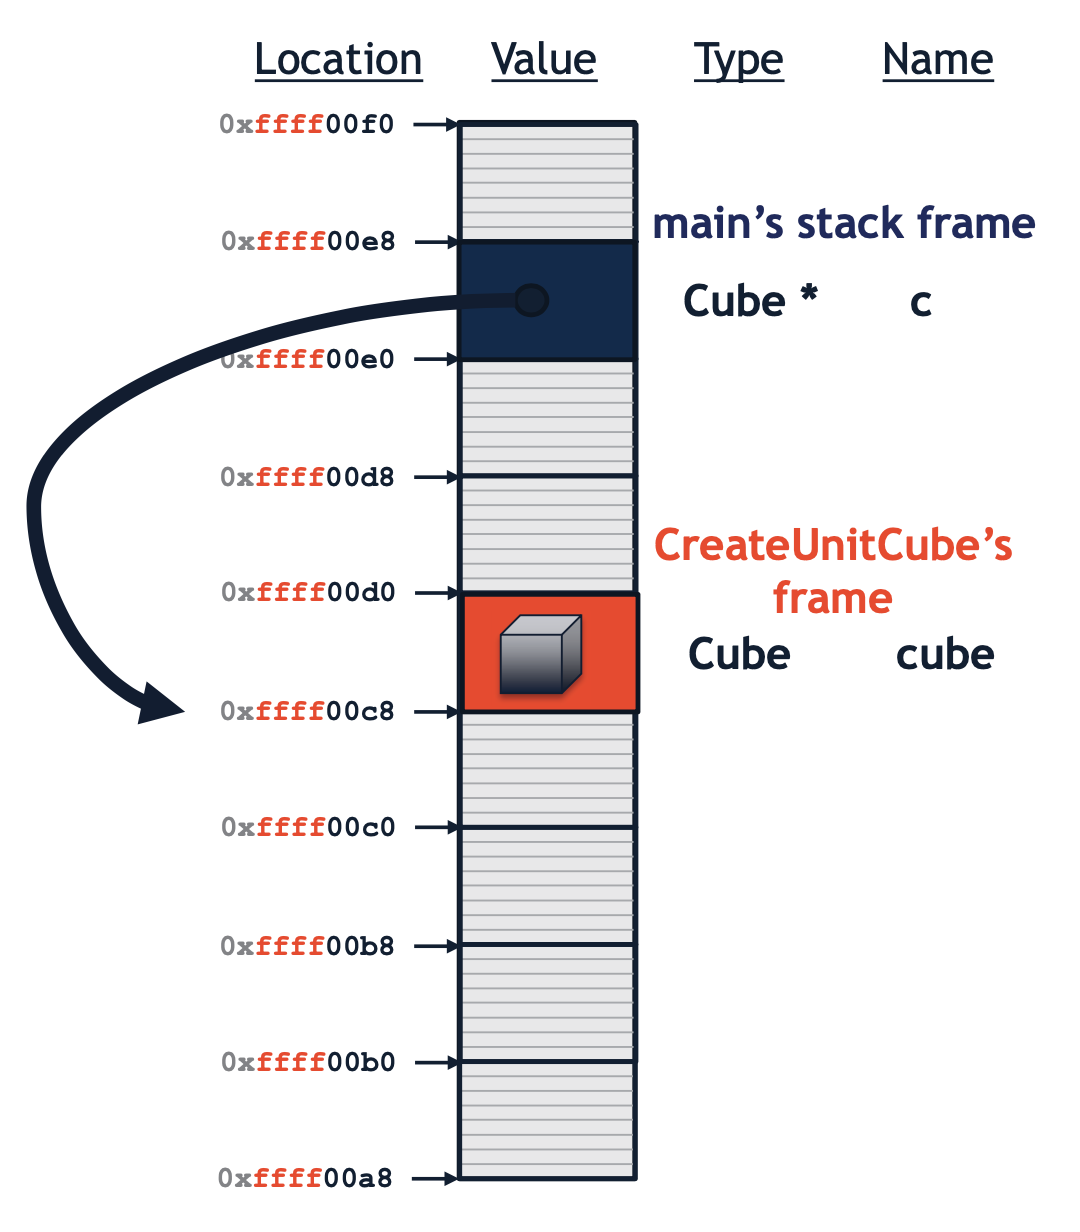 Location Value Type Name
0xffff00f0
main’s stack frame
0xffff00e8
Cube * c
0xffff00e0
0xffff00d8
CreateUnitCube’s
frame
0xffff00d0
Cube cube
0xffff00c8
0xffff00c0
0xffff00b8
0xffff00b0
0xffff00a8